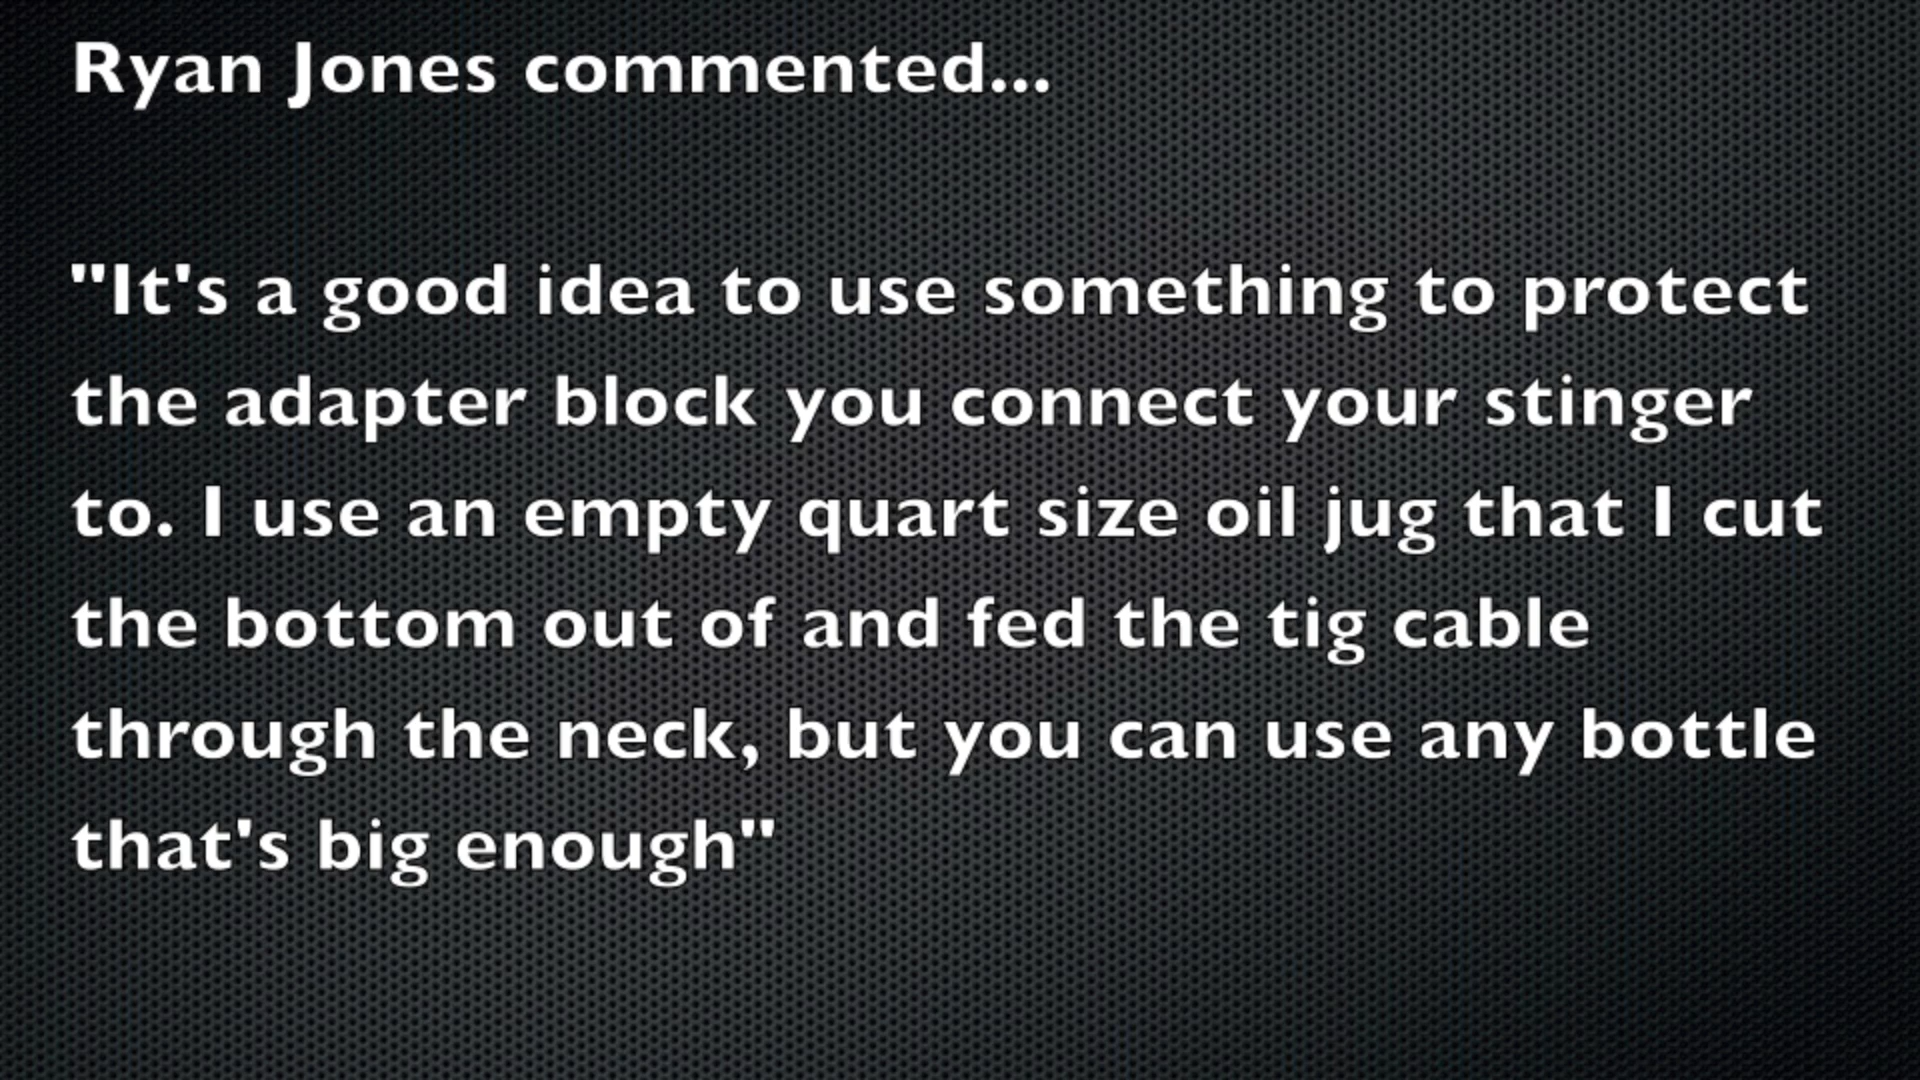 Ryan Jones commented...
"It's a good idea to use something to protect
the adapter block you connect your stinger
to. I use an empty quart size oil jug that I cut
the bottom out of and fed the tig cable
through the neck, but you can use any bottle
that's big enough"